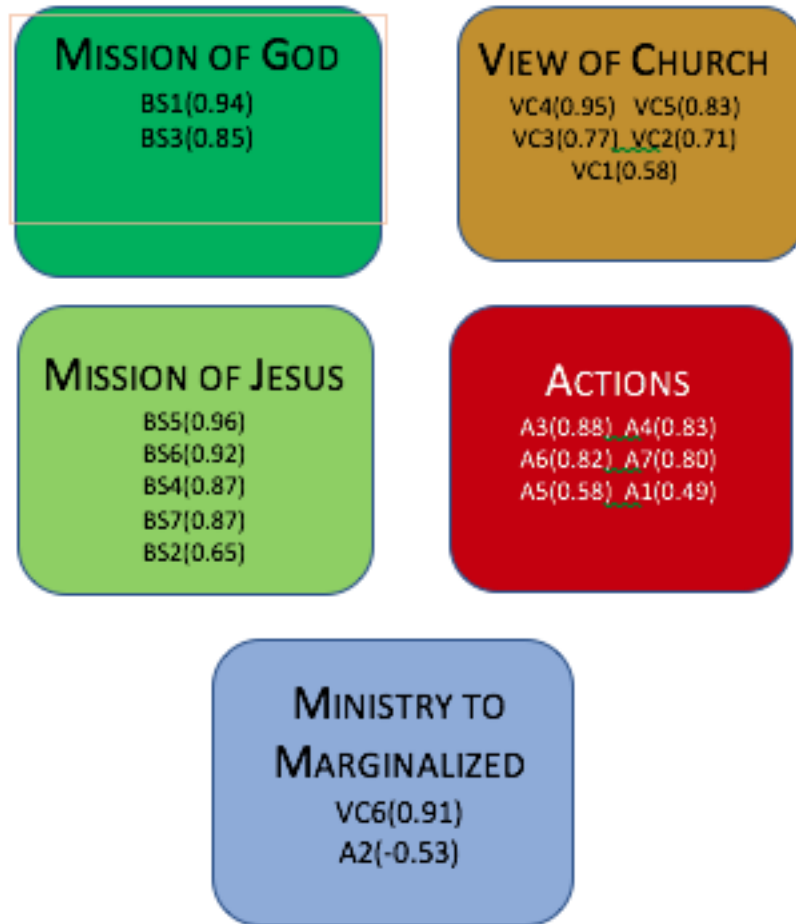 MISSION OF GOD
BS1(0.94)
BS3(0.85)
VIEW OF CHURCH
VC4(0.95) VC5(0.83)
VC3(0.77) VC2(0.71)
VC1(0.58)
MISSION OF JESUS
BS5(0.96)
BS6(0.92)
BS4(0.87)
BS7(0.87)
BS2(0.65)
ACTIONS
A3(0.88) A4(0.83)
A6(0.82) A7(0.80)
A5(0.58) A1(0.49)
MINISTRY TO
MARGINALIZED
VC6(0.91)
A2(-0.53)